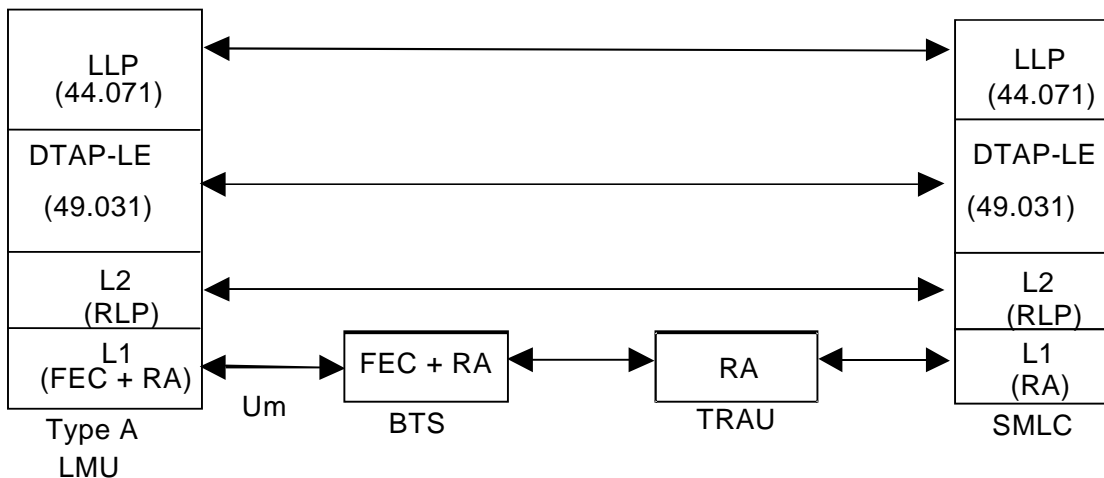 LLP
(44.071)
DTAP-LE
(49.031)
L2
(RLP)
L1
(FEC + RA)
Type A
LMU
Um
FEC + RA
BTS
RA
TRAU
LLP
(44.071)
DTAP-LE
(49.031)
L2
(RLP)
L1
(RA)
SMLC